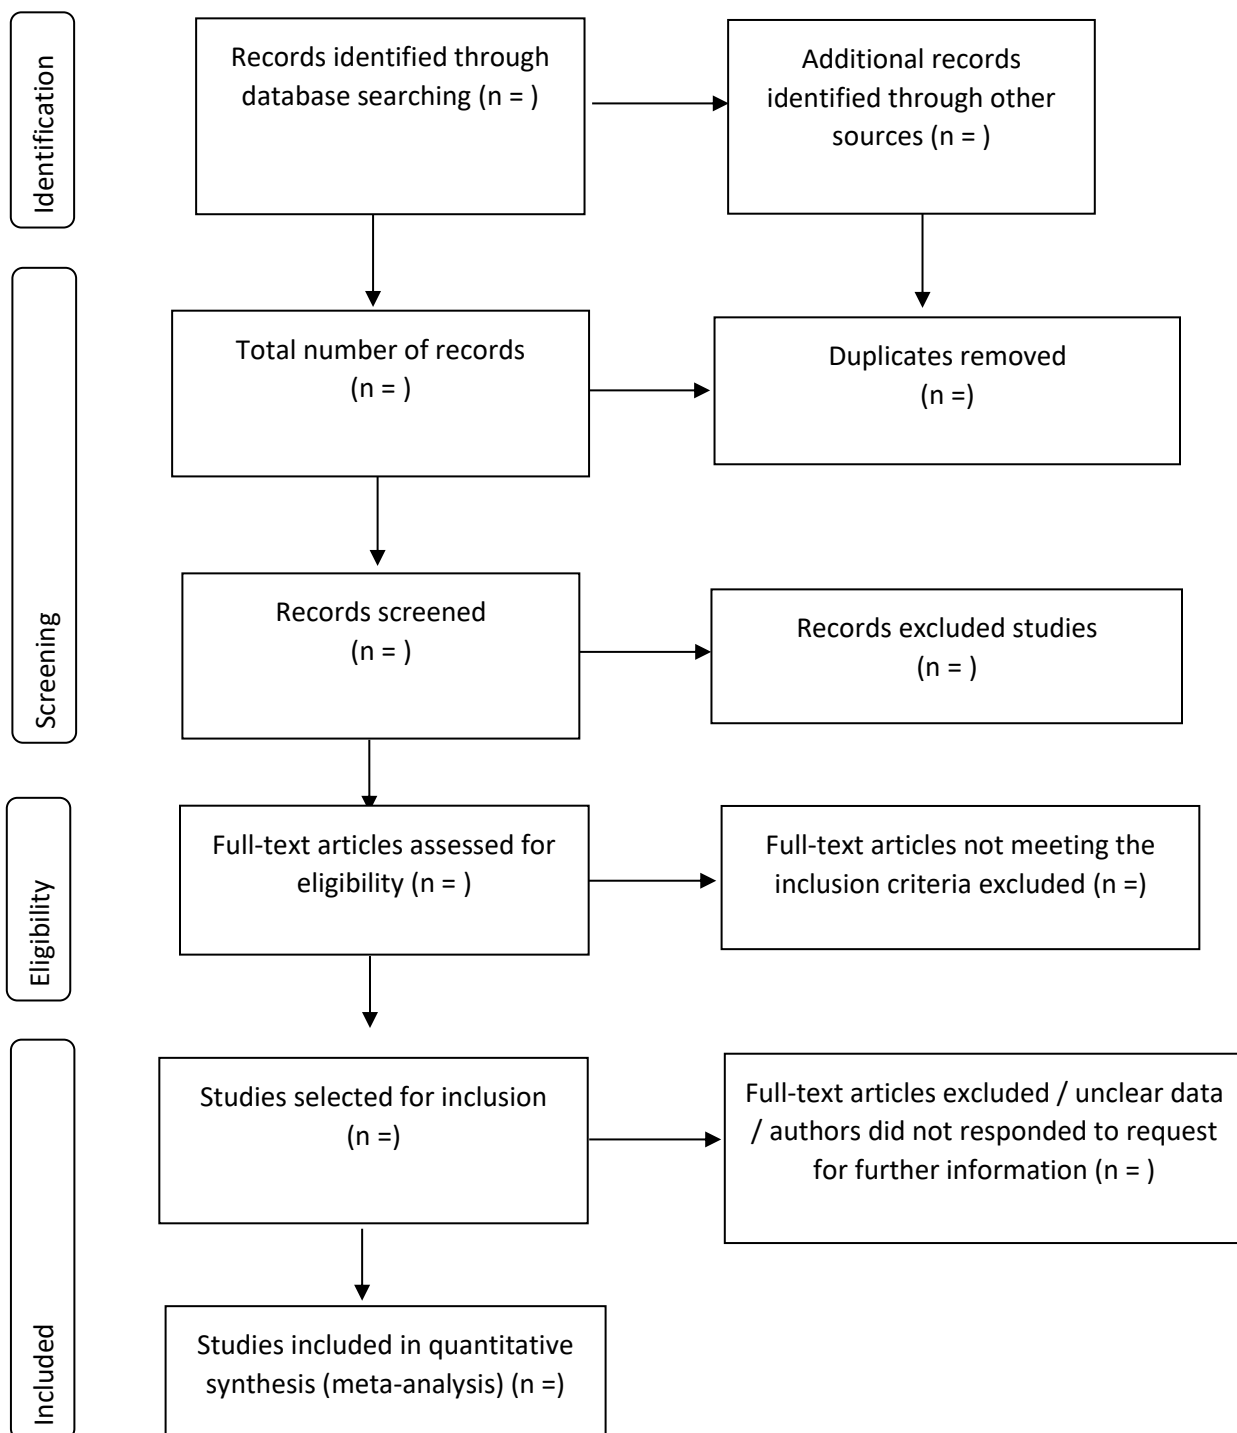 Identification
Records identified through
database searching (n = )
Additional records
identified through other
sources (n = )
Screening
Total number of records
(n = )
Duplicates removed
(n =)
Records screened
(n = )
Records excluded studies
(n = )
Eligibility
Full-text articles assessed for
eligibility (n = )
Full-text articles not meeting the
inclusion criteria excluded (n =)
Included
Studies selected for inclusion
(n =)
Full-text articles excluded / unclear data
/ authors did not responded to request
for further information (n = )
Studies included in quantitative
synthesis (meta-analysis) (n =)